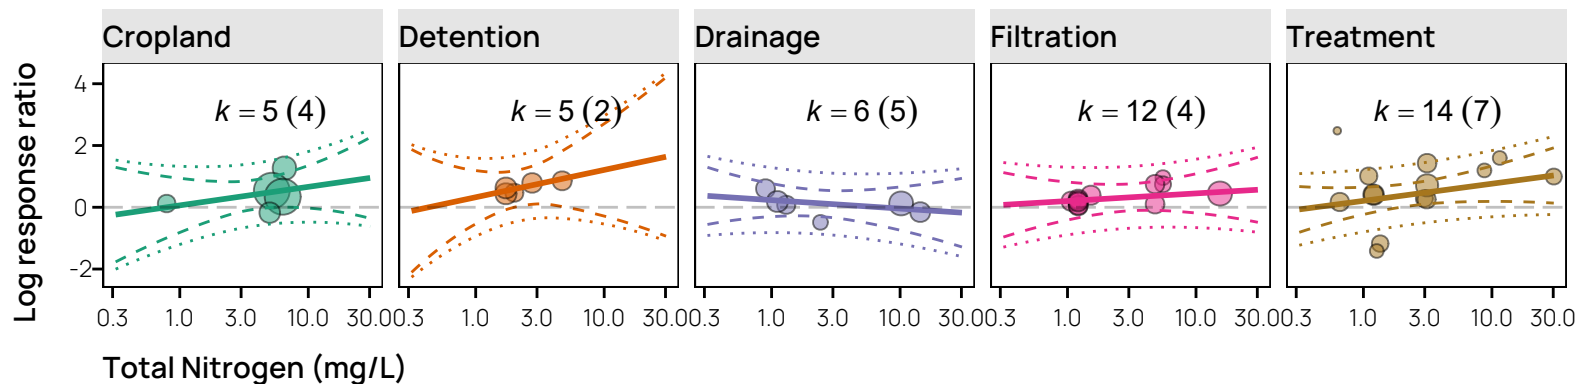 Cropland Detention Drainage Filtration Treatment
k = 5 (4) k = 5 (2) k = 6 (5) k = 12 (4) k = 14 (7)
Log response ratio
4
2
0
-2
0.3 1.0 3.0 10.0 30.0 0.3 1.0 3.0 10.0 30.0 0.3 1.0 3.0 10.0 30.0 0.3 1.0 3.0 10.0 30.0 0.3 1.0 3.0 10.0 30.0
Total Nitrogen (mg/L)